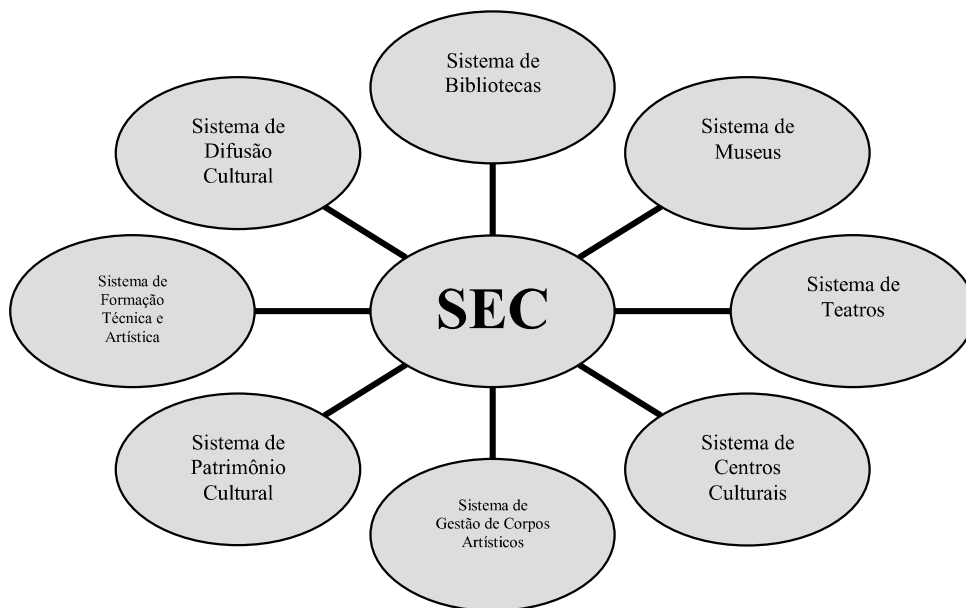 Sistema de
Bibliotecas
Sistema de
Difusão
Cultural
Sistema de
Museus
Sistema de
Formação
Técnica e
Artística
SEC
Sistema de
Teatros
Sistema de
Patrimônio
Cultural
Sistema de
Gestão de Corpos
Artísticos
Sistema de
Centros
Culturais